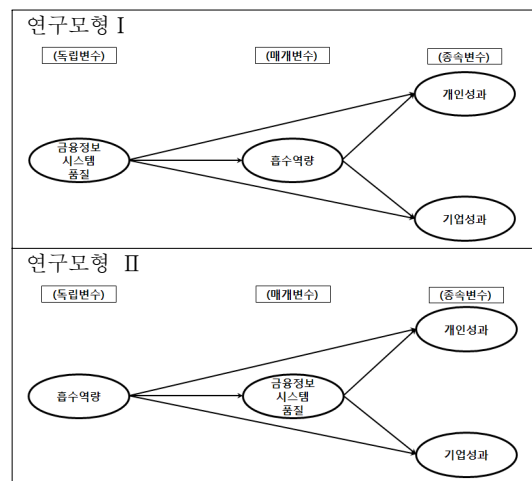 연구모형 Ⅰ
(독립변수) (매개변수) (종속변수)
개인성과
금융정보
시스템
품질
흡수역량
기업성과
연구모형 Ⅱ
(독립변수) (매개변수) (종속변수)
개인성과
흡수역량
금융정보
시스템
품질
기업성과